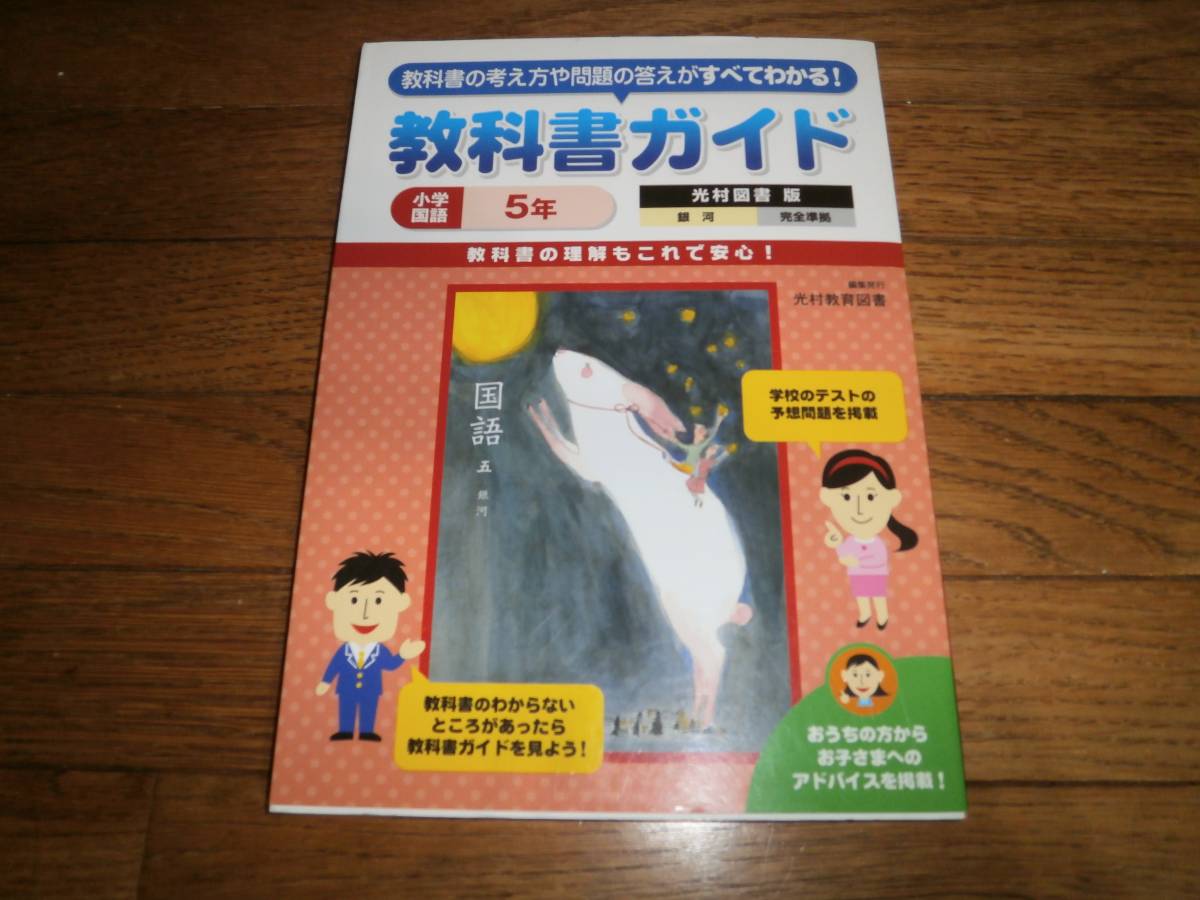 教科書の考え方や問題の答えがすべてわかる！
教科書ガイド
小学
国語
5年
光村図書 版
銀河
完全準拠
教科書の理解もこれで安心！
編集発行
光村教育図書
国語
五
銀河
学校のテストの
予想問題を掲載
教科書のわからない
ところがあったら
教科書ガイドを見よう！
おうちの方から
お子さまへの
アドバイスを掲載！